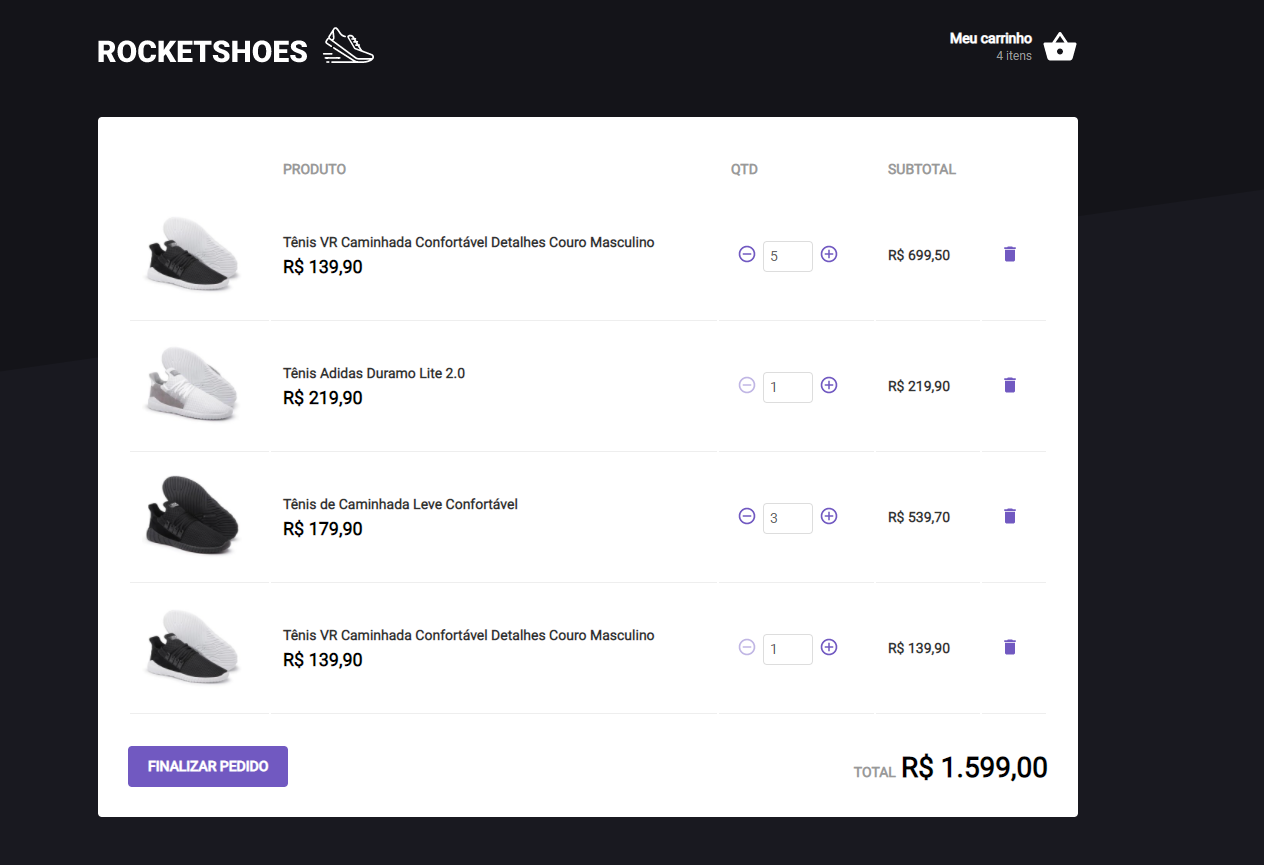 ROCKETSHOES
Meu carrinho
4 itens
PRODUTO QTD SUBTOTAL
Tênis VR Caminhada Confortável Detalhes Couro Masculino
R$ 139,90
5
R$ 699,50
Tênis Adidas Duramo Lite 2.0
R$ 219,90
1
R$ 219,90
Tênis de Caminhada Leve Confortável
R$ 179,90
3
R$ 539,70
Tênis VR Caminhada Confortável Detalhes Couro Masculino
R$ 139,90
1
R$ 139,90
FINALIZAR PEDIDO
TOTAL R$ 1.599,00